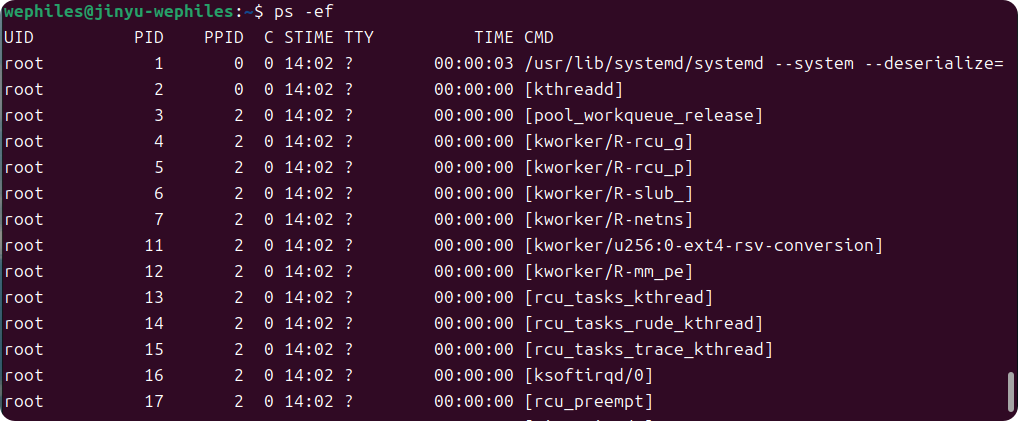 wephiles@jinyu-wephiles:~$ ps -ef
UID PID PPID C STIME TTY TIME CMD
root 1 0 0 14:02 ? 00:00:03 /usr/lib/systemd/systemd --system --deserialize=
root 2 0 0 14:02 ? 00:00:00 [kthreadd]
root 3 2 0 14:02 ? 00:00:00 [pool_workqueue_release]
root 4 2 0 14:02 ? 00:00:00 [kworker/R-rcu_g]
root 5 2 0 14:02 ? 00:00:00 [kworker/R-rcu_p]
root 6 2 0 14:02 ? 00:00:00 [kworker/R-slub_]
root 7 2 0 14:02 ? 00:00:00 [kworker/R-netns]
root 11 2 0 14:02 ? 00:00:00 [kworker/u256:0-ext4-rsv-conversion]
root 12 2 0 14:02 ? 00:00:00 [kworker/R-mm_pe]
root 13 2 0 14:02 ? 00:00:00 [rcu_tasks_kthread]
root 14 2 0 14:02 ? 00:00:00 [rcu_tasks_rude_kthread]
root 15 2 0 14:02 ? 00:00:00 [rcu_tasks_trace_kthread]
root 16 2 0 14:02 ? 00:00:00 [ksoftirqd/0]
root 17 2 0 14:02 ? 00:00:00 [rcu_preempt]